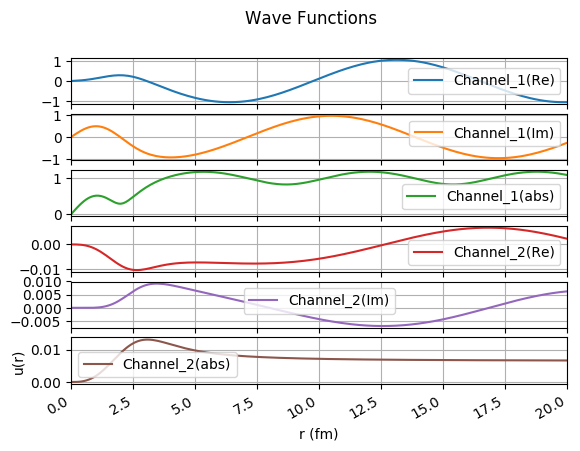 Wave Functions
1
0
−1
Channel_1(Re)
1
0
−1
Channel_1(Im)
1
0
Channel_1(abs)
0.00
−0.01
Channel_2(Re)
0.010
0.005
0.000
−0.005
Channel_2(Im)
0.01
0.00
Channel_2(abs)
u(r)
0.0 2.5 5.0 7.5 10.0 12.5 15.0 17.5 20.0
r (fm)